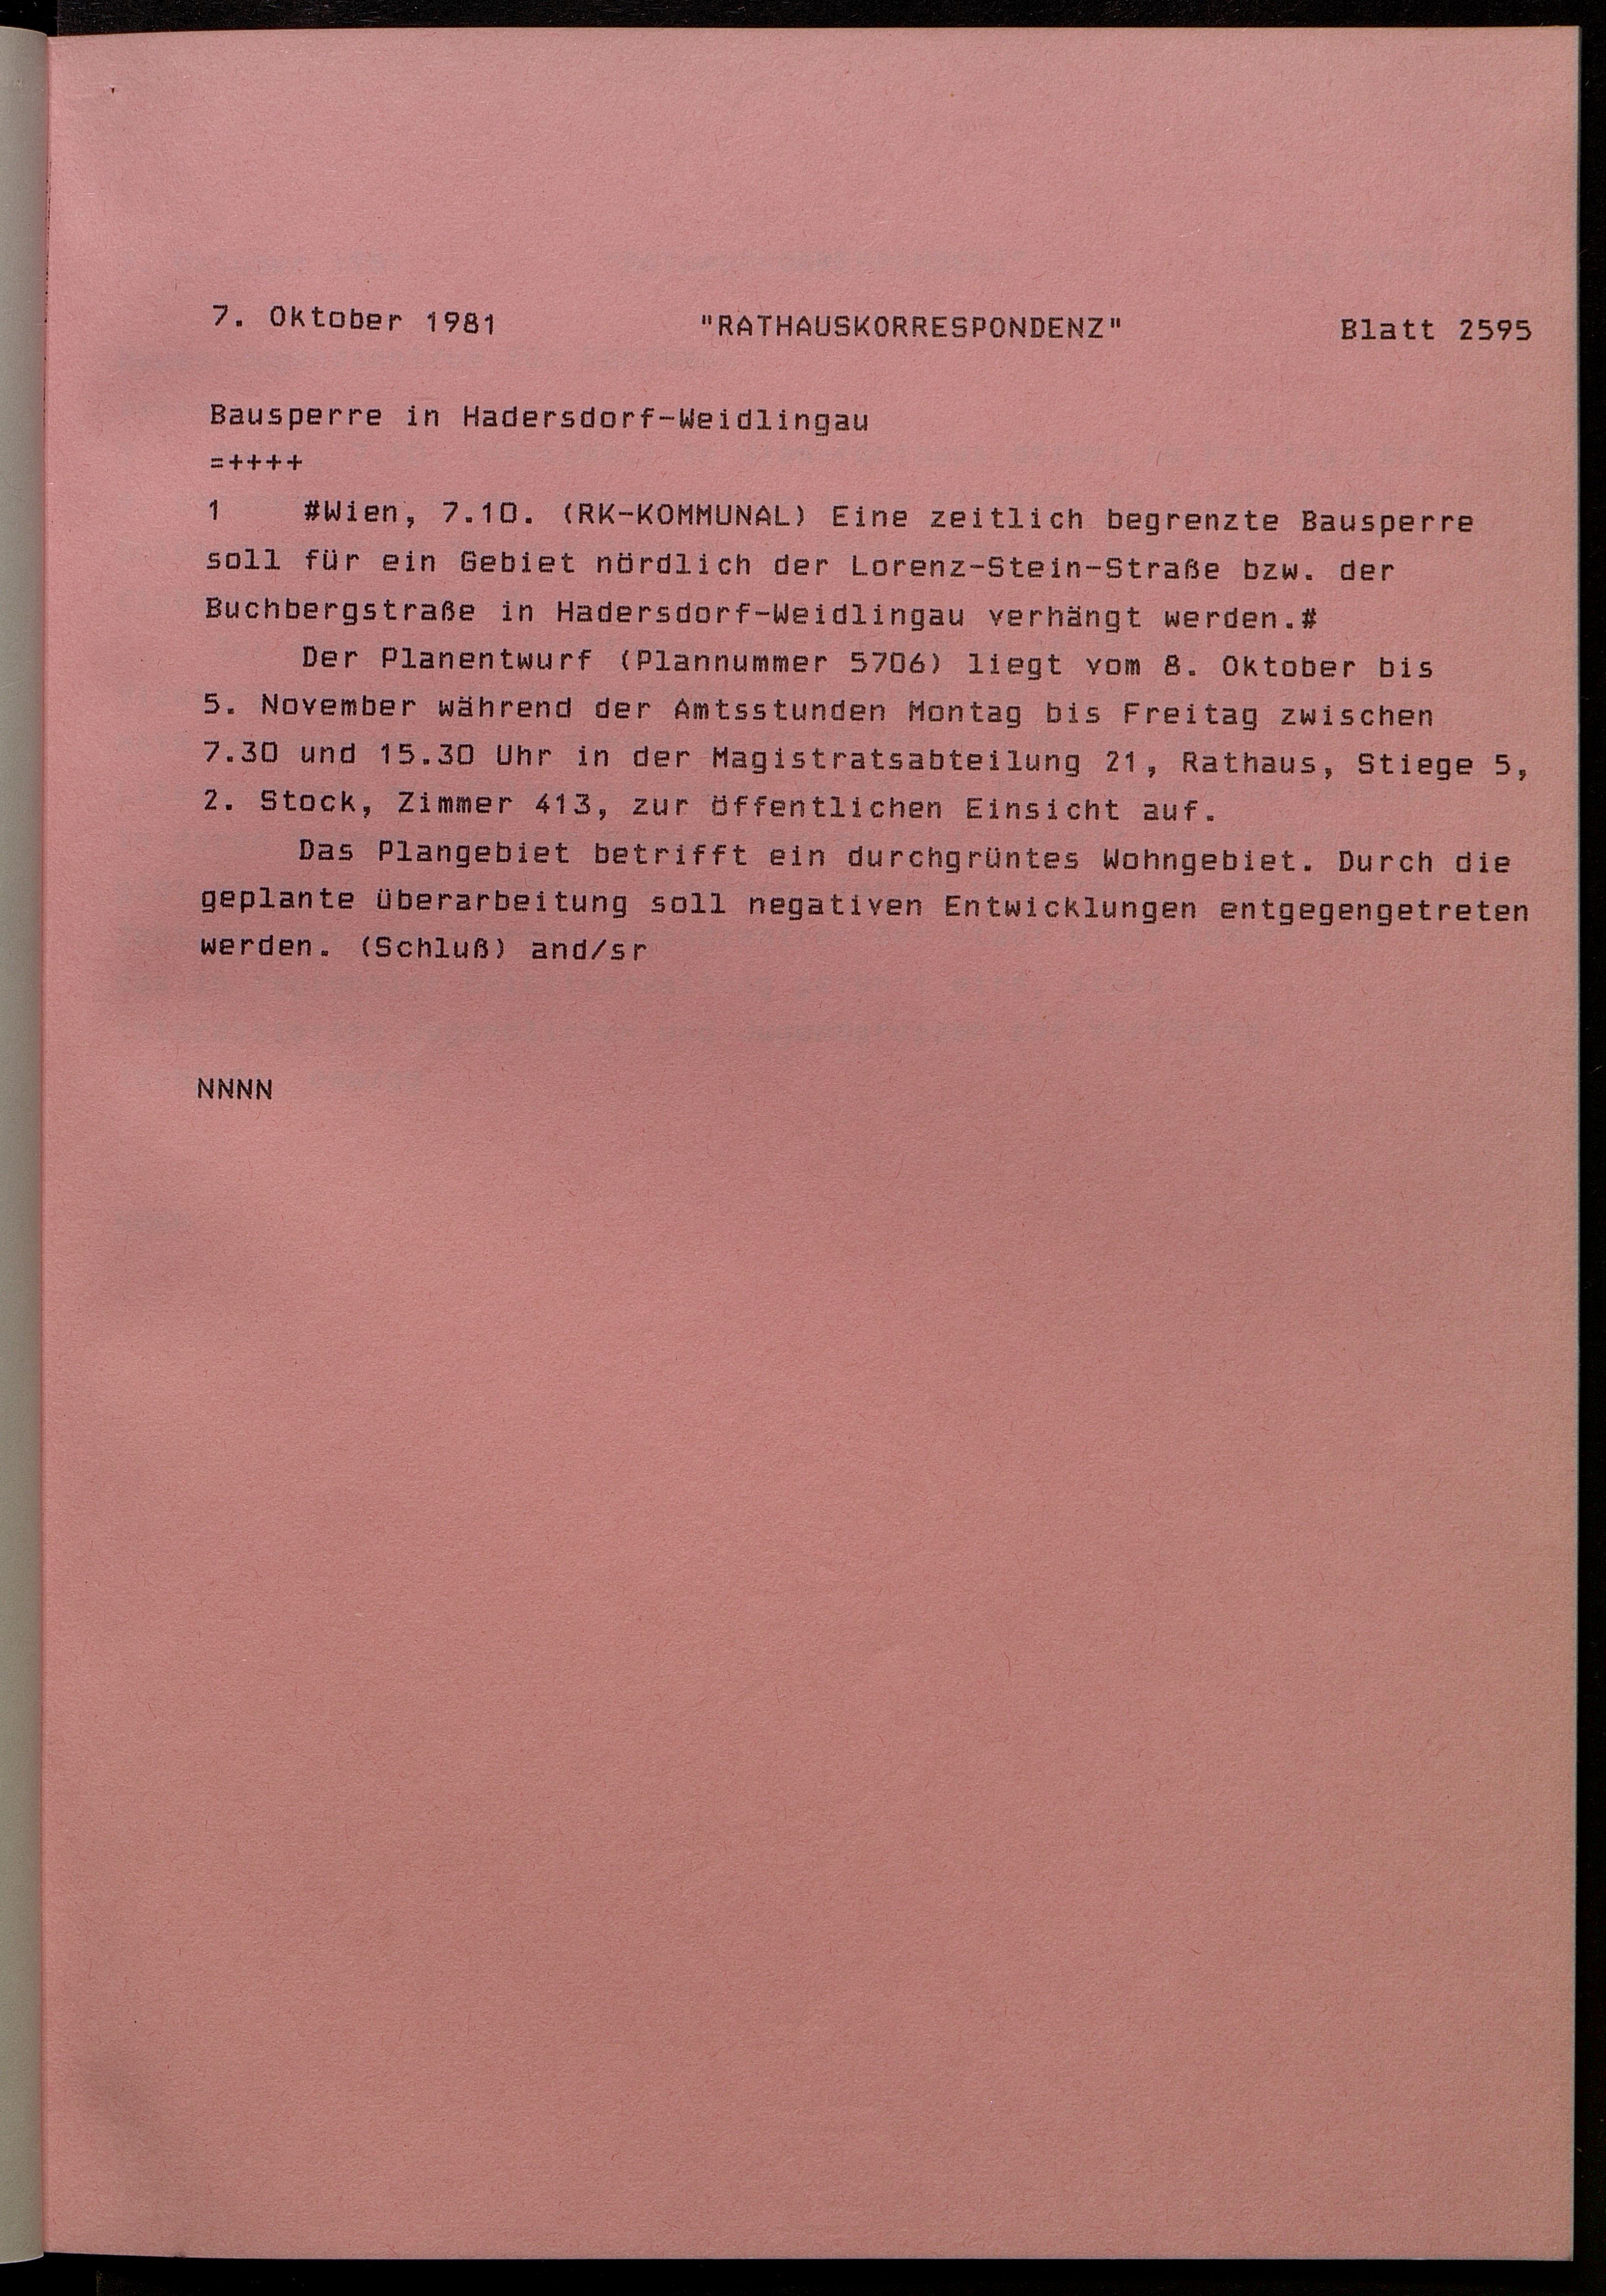 7. Oktober 1981 "RATHAUSKORRESPONDENZ" Blatt 2595
Bausperre in Hadersdorf-Weidlingau
=++++
1 #Wien, 7.10. (RK-KOMMUNAL) Eine zeitlich begrenzte Bausperre
soll für ein Gebiet nördlich der Lorenz-Stein-Straße bzw. der
Buchbergstraße in Hadersdorf-Weidlingau verhängt werden.#
Der Planentwurf (Plannummer 5706) liegt vom 8. Oktober bis
5. November während der Amtsstunden Montag bis Freitag zwischen
7.30 und 15.30 Uhr in der Magistratsabteilung 21, Rathaus, Stiege 5,
2. Stock, Zimmer 413, zur öffentlichen Einsicht auf.
Das Plangebiet betrifft ein durchgrüntes Wohngebiet. Durch die
geplante überarbeitung soll negativen Entwicklungen entgegengetreten
werden. (Schluß) and/sr
NNNN